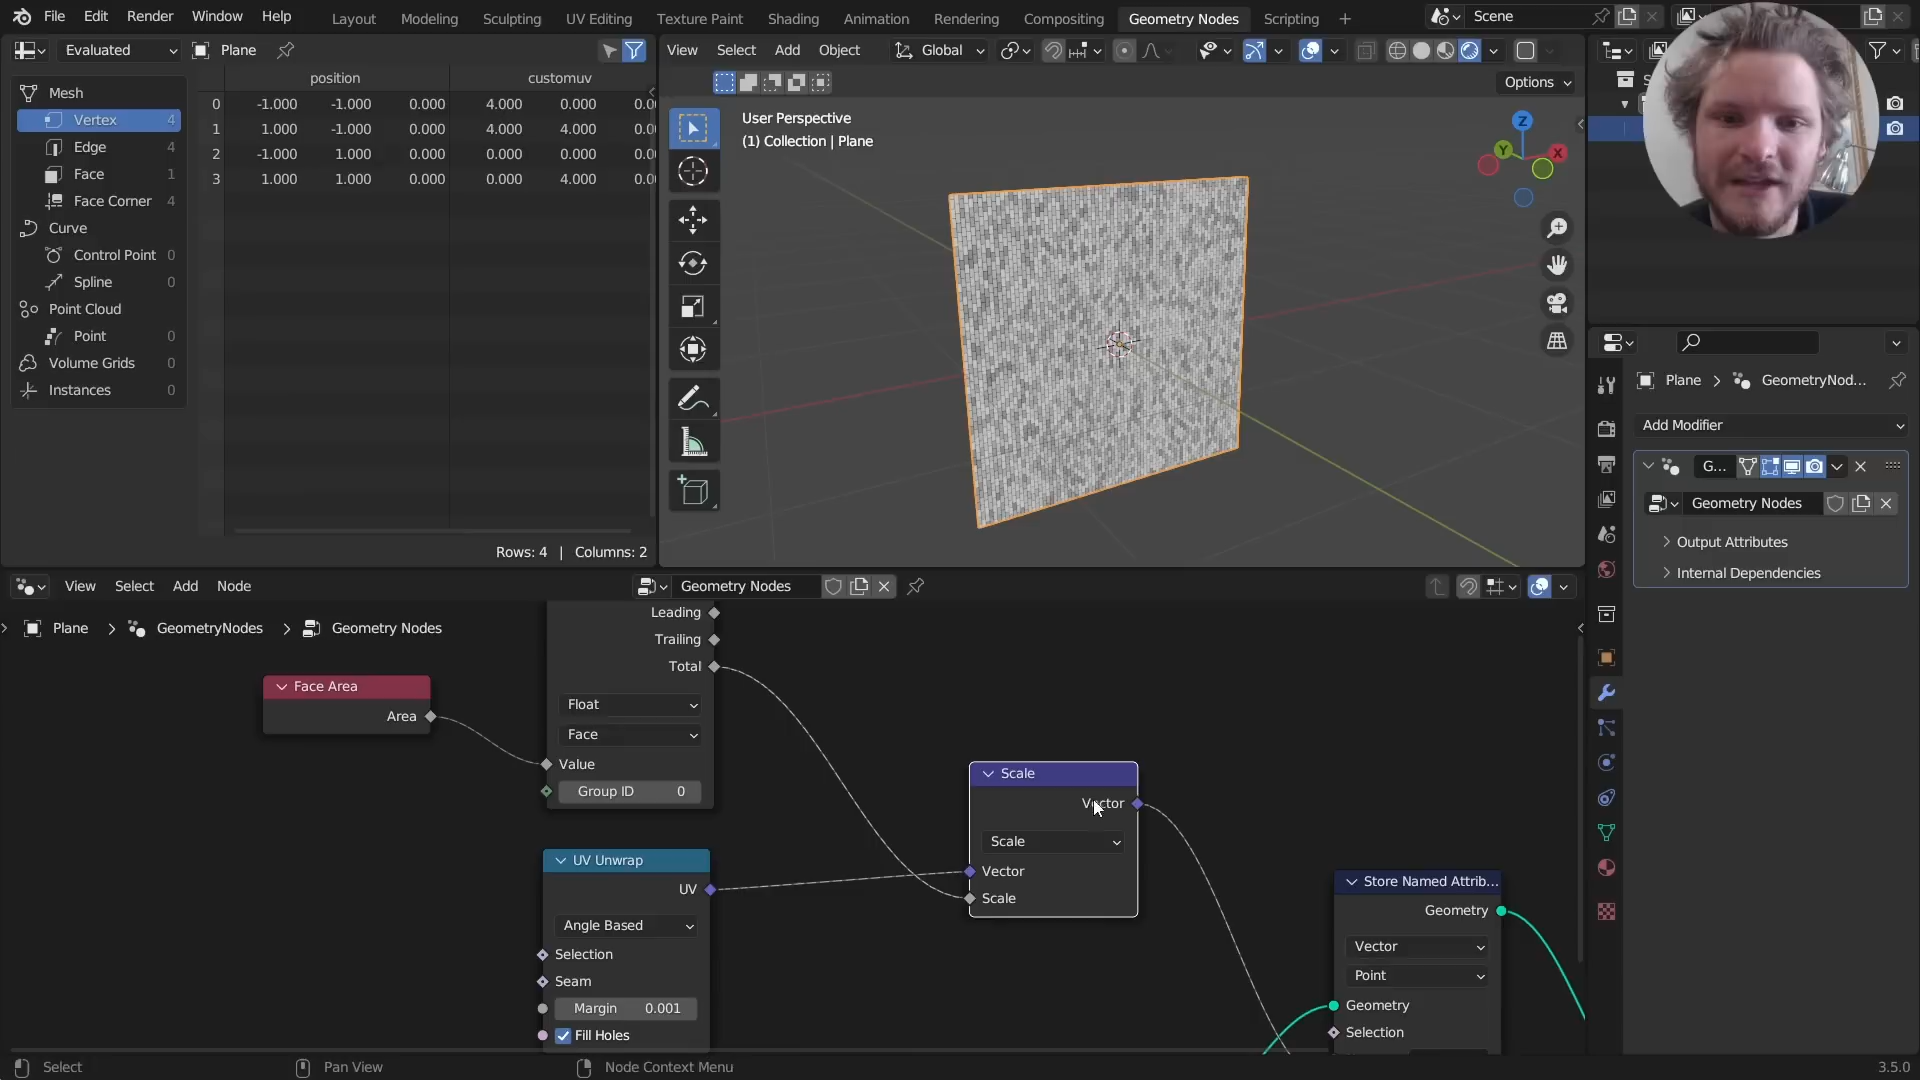 File Edit Render Window Help
Layout Modeling Sculpting UV Editing Texture Paint Shading Animation Rendering Compositing Geometry Nodes Scripting +
Scene
Evaluated
Plane
View Select Add Object
Global
Options
position customuv
0 -1.000 -1.000 0.000 4.000 0.000
1 1.000 -1.000 0.000 4.000 4.000
2 -1.000 1.000 0.000 0.000 0.000
3 1.000 1.000 0.000 0.000 4.000
Mesh
Vertex 4
Edge 4
Face 1
Face Corner 4
Curve
Control Point 0
Spline 0
Point Cloud
Point 0
Volume Grids 0
Instances 0
Rows: 4 | Columns: 2
User Perspective
(1) Collection | Plane
Z
Y
X
Plane > GeometryNod...
Add Modifier
G...
Geometry Nodes
Output Attributes
Internal Dependencies
View Select Add Node
Geometry Nodes
Plane > GeometryNodes > Geometry Nodes
Face Area
Area
Leading
Trailing
Total
Float
Face
Value
Group ID 0
UV Unwrap
UV
Angle Based
Selection
Seam
Margin 0.001
Fill Holes
Scale
Vector
Scale
Vector
Scale
Store Named Attrib...
Geometry
Vector
Point
Geometry
Selection
Select
Pan View
Node Context Menu
3.5.0